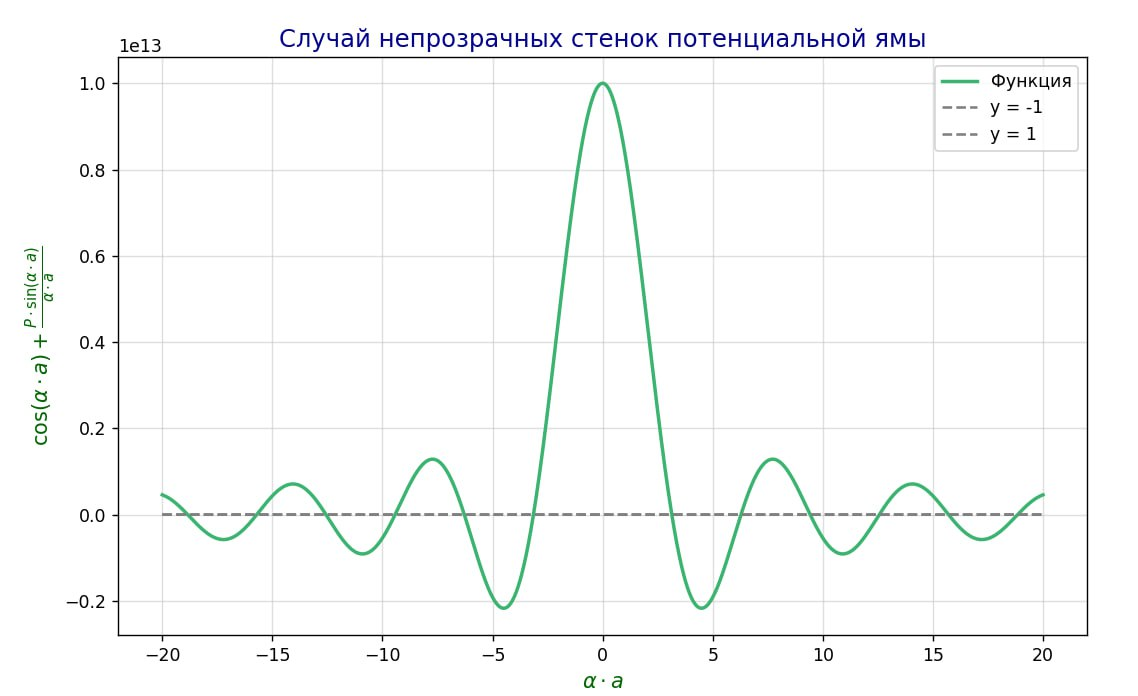 Случай непрозрачных стенок потенциальной ямы
1e13
Функция
y = -1
y = 1
1.0
0.8
0.6
0.4
0.2
0.0
−0.2
cos(α · a) + P · sin(α · a) / α · a
−20 −15 −10 −5 0 5 10 15 20
α · a